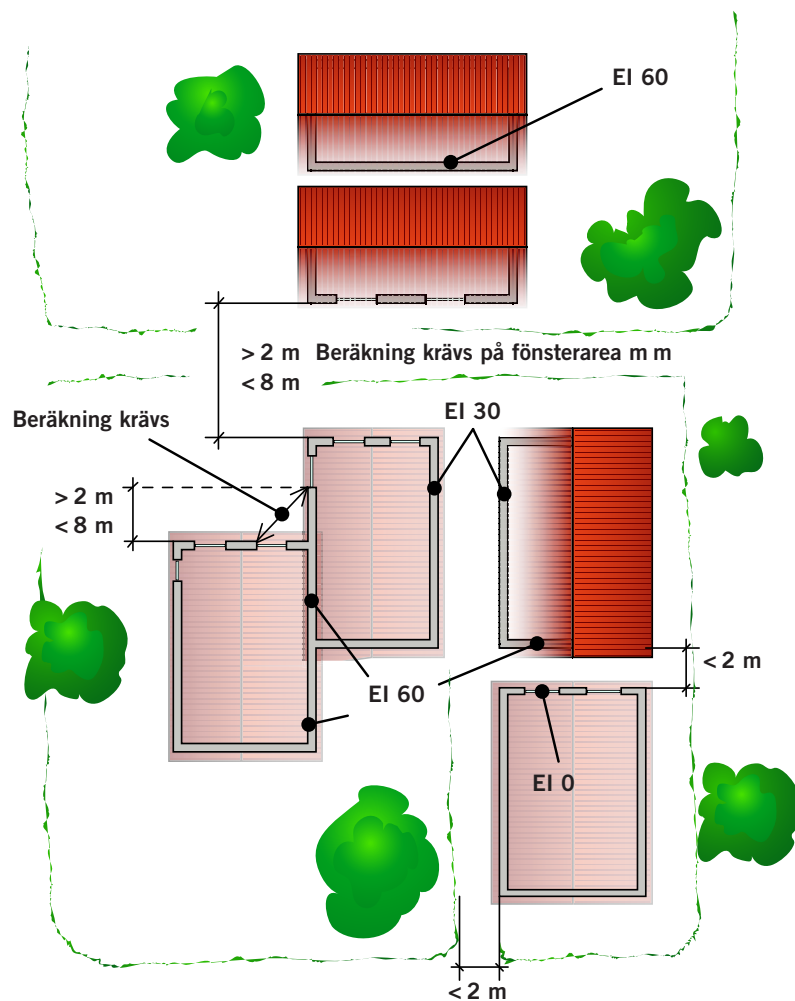 EI 60
> 2 m Beräkning krävs på fönsterarea m m
< 8 m
EI 30
Beräkning krävs
> 2 m
< 8 m
< 2 m
EI 60
EI 0
< 2 m